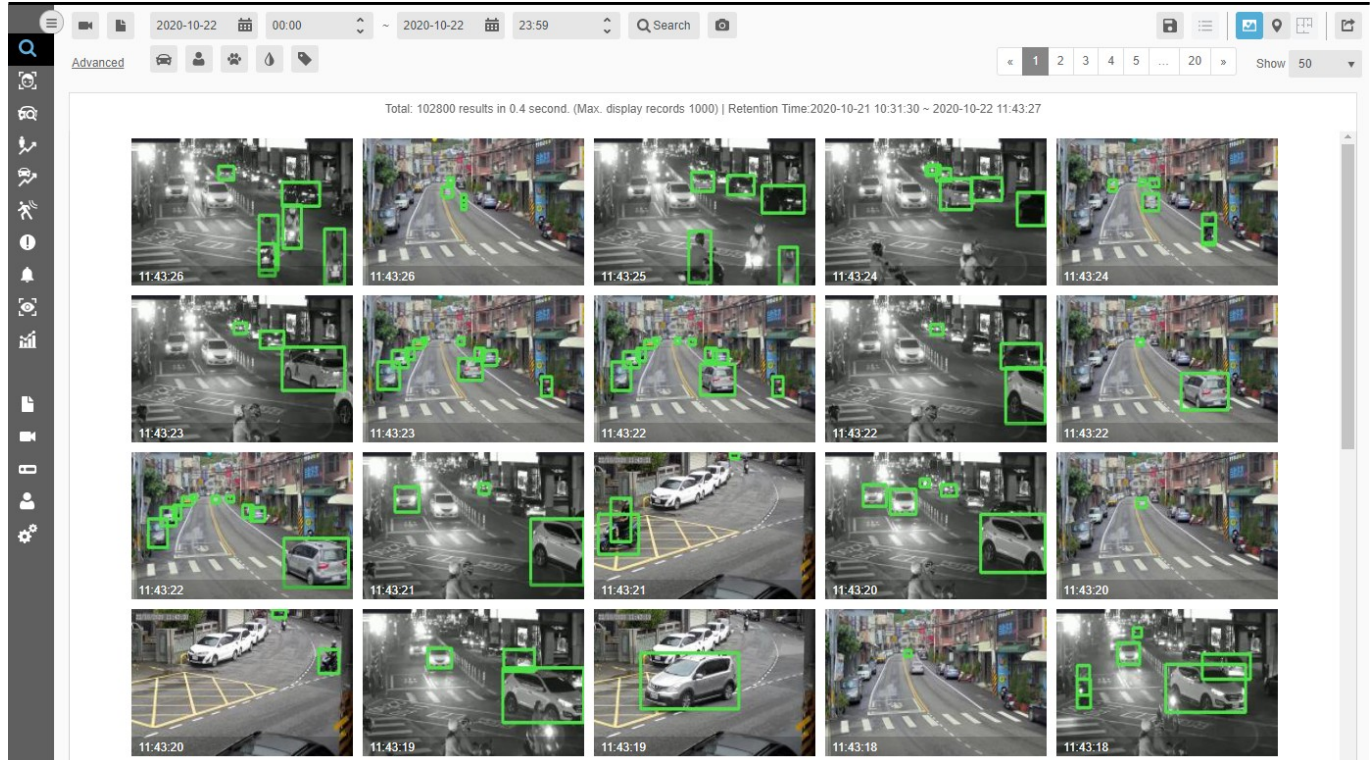 2020-10-22 00:00 ~ 2020-10-22 23:59 Search
Advanced « 1 2 3 4 5 ... 20 » Show 50
Total: 102800 results in 0.4 second. (Max. display records 1000) | Retention Time:2020-10-21 10:31:30 ~ 2020-10-22 11:43:27
11:43:26 11:43:26 11:43:25 11:43:24 11:43:24
11:43:23 11:43:23 11:43:22 11:43:22 11:43:22
11:43:22 11:43:21 11:43:21 11:43:20 11:43:20
11:43:20 11:43:19 11:43:19 11:43:18 11:43:18